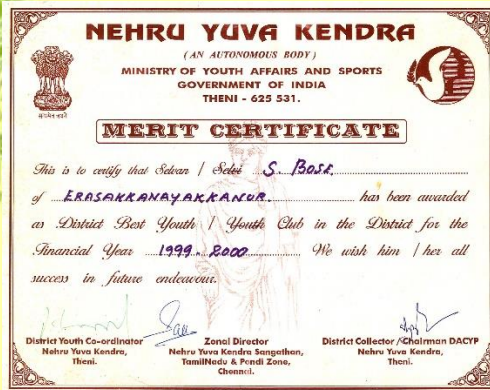 NEHRU YUVA KENDRA
( AN AUTONOMOUS BODY )
MINISTRY OF YOUTH AFFAIRS AND SPORTS
GOVERNMENT OF INDIA
THENI - 625 531.
सत्यमेव जयते
MERIT CERTIFICATE
This is to certify that Selvan / Selvi S. BOSE
of ERASAKKANAYAKKANUR. has been awarded
as District Best Youth / Youth Club in the District for the
Financial Year 1999-2000 We wish him / her all
success in future endeavour.
District Youth Co-ordinator
Nehru Yuva Kendra,
Theni.
Zonal Director
Nehru Yuva Kendra Sangathan,
TamilNadu & Pondi Zone,
Chennai.
District Collector / Chairman DACYP
Nehru Yuva Kendra,
Theni.